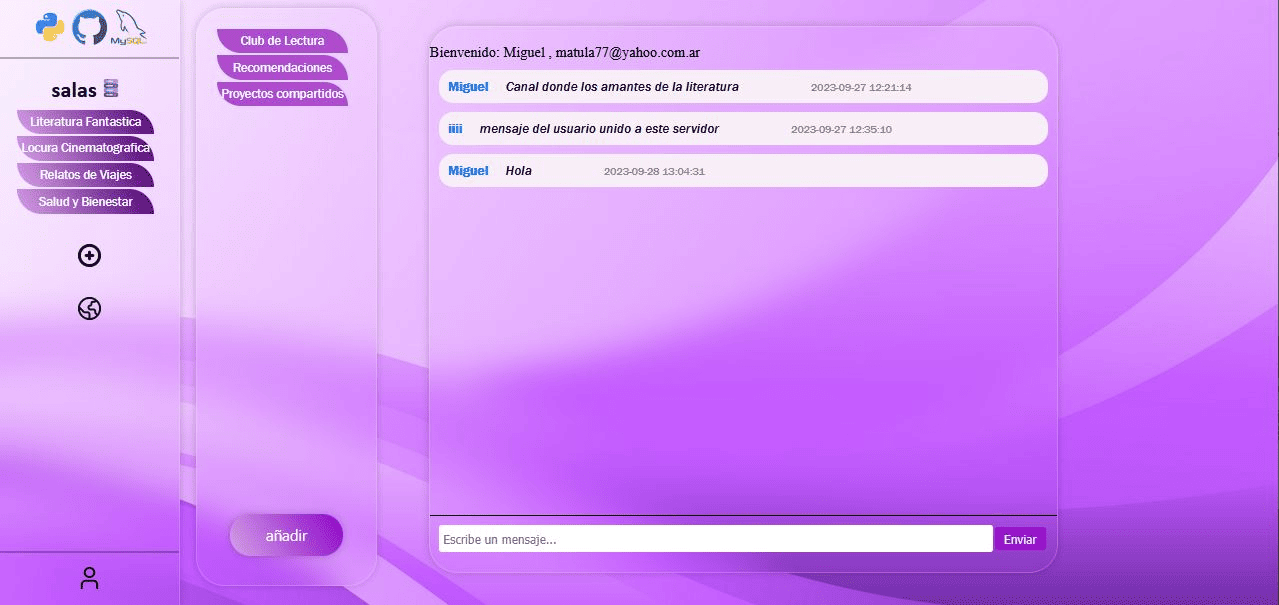 MySQL
salas
Literatura Fantastica
Locura Cinematografica
Relatos de Viajes
Salud y Bienestar
Club de Lectura
Recomendaciones
Proyectos compartidos
añadir
Bienvenido: Miguel , matula77@yahoo.com.ar
Miguel Canal donde los amantes de la literatura 2023-09-27 12:21:14
iiii mensaje del usuario unido a este servidor 2023-09-27 12:35:10
Miguel Hola 2023-09-28 13:04:31
Escribe un mensaje... Enviar